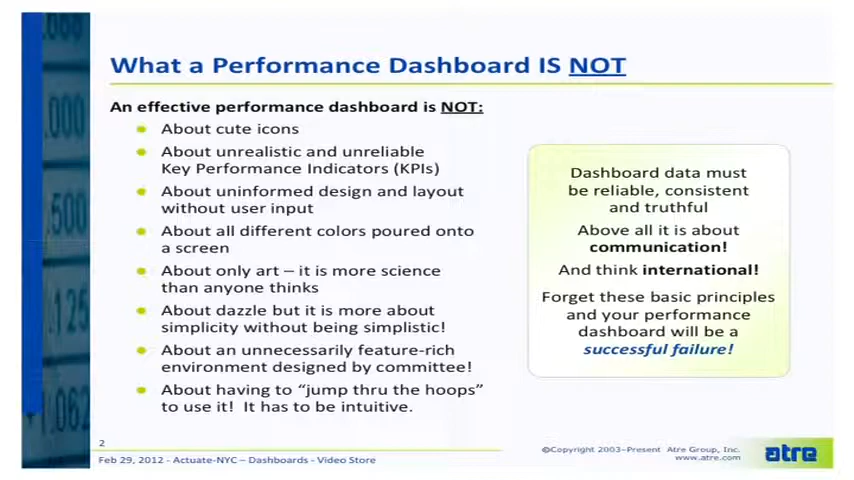 What a Performance Dashboard IS NOT
An effective performance dashboard is NOT:
About cute icons
About unrealistic and unreliable
Key Performance Indicators (KPIs)
About uninformed design and layout
without user input
About all different colors poured onto
a screen
About only art – it is more science
than anyone thinks
About dazzle but it is more about
simplicity without being simplistic!
About an unnecessarily feature-rich
environment designed by committee!
About having to “jump thru the hoops”
to use it! It has to be intuitive.
Dashboard data must
be reliable, consistent
and truthful
Above all it is about
communication!
And think international!
Forget these basic principles
and your performance
dashboard will be a
successful failure!
.000
.500
.125
1.062
2
Feb 29, 2012 - Actuate-NYC – Dashboards - Video Store
©Copyright 2003–Present Atre Group, Inc.
www.atre.com
atre